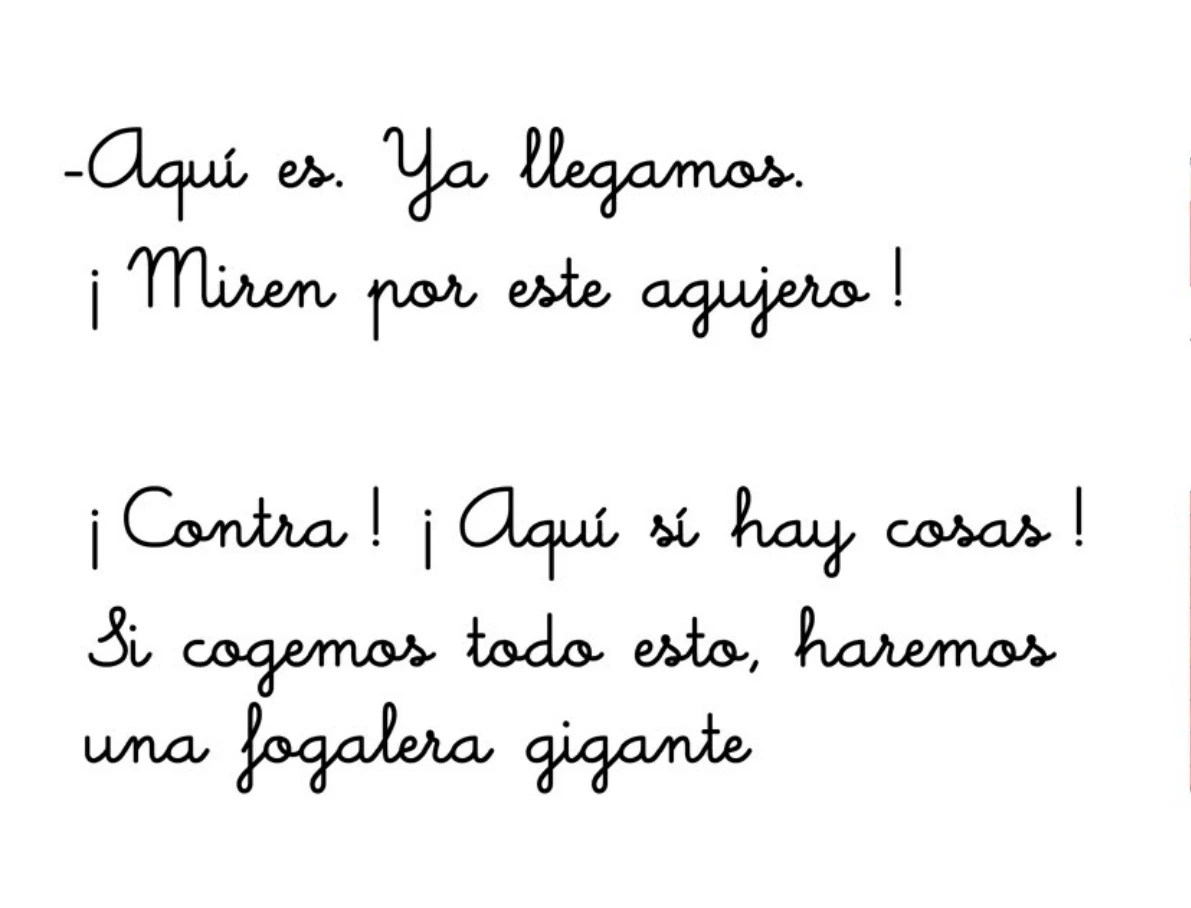 -Aquí es. Ya llegamos.
¡Miren por este agujero!
¡Contra! ¡Aquí sí hay cosas!
Si cogemos todo esto, haremos
una fogalera gigante